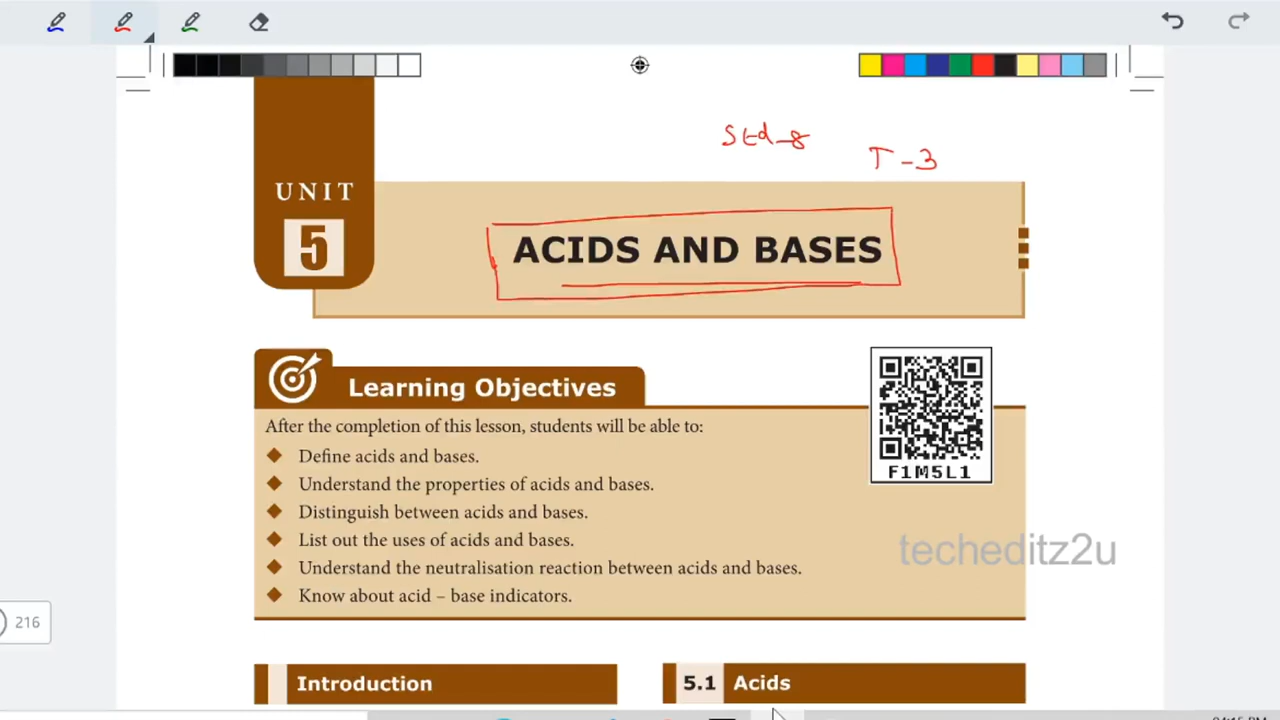 Std-8
T-3
UNIT
5
ACIDS AND BASES
Learning Objectives
After the completion of this lesson, students will be able to:
Define acids and bases.
Understand the properties of acids and bases.
Distinguish between acids and bases.
List out the uses of acids and bases.
Understand the neutralisation reaction between acids and bases.
Know about acid – base indicators.
F1M5L1
techeditz2u
216
Introduction
5.1 Acids